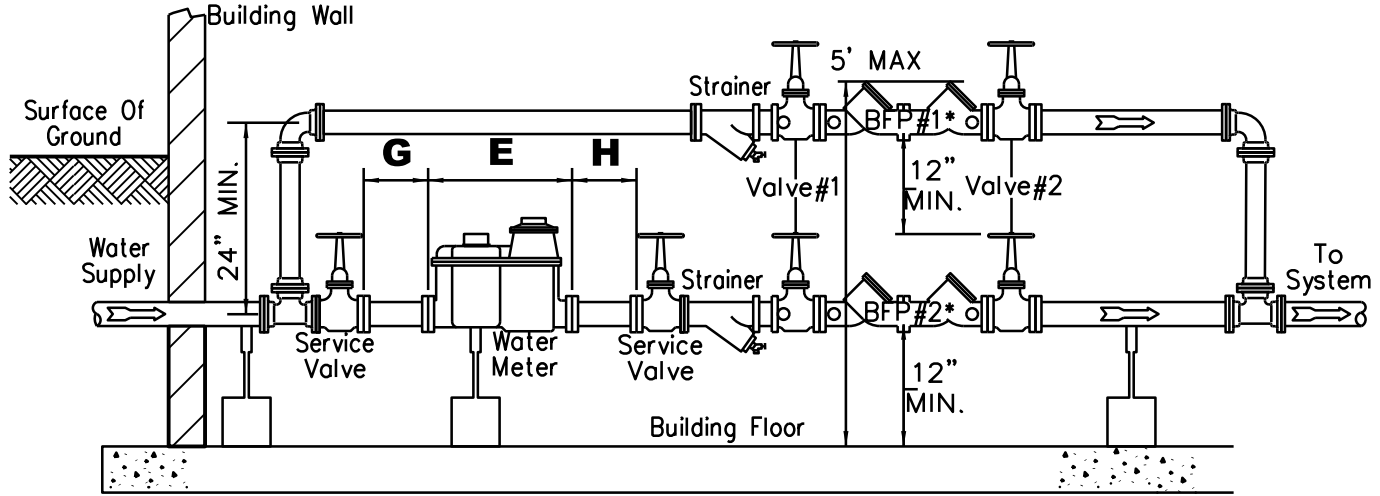 Building Wall
5' MAX
Strainer
Surface Of
Ground
BFP#1*
G
E
H
24" MIN.
12"
MIN.
Valve#1
Valve#2
Water
Supply
Strainer
To
System
BFP#2*
Service
Valve
Water
Meter
Service
Valve
12"
MIN.
Building Floor